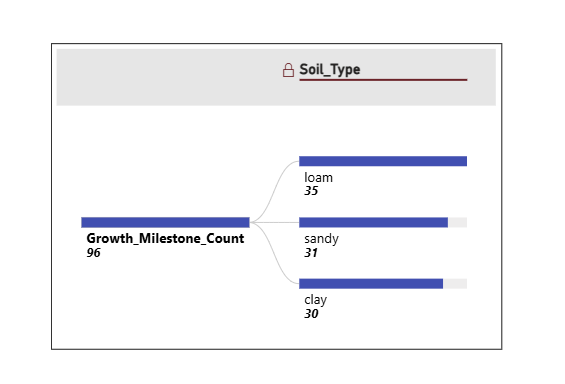 Soil_Type
loam
35
Growth_Milestone_Count
96
sandy
31
clay
30